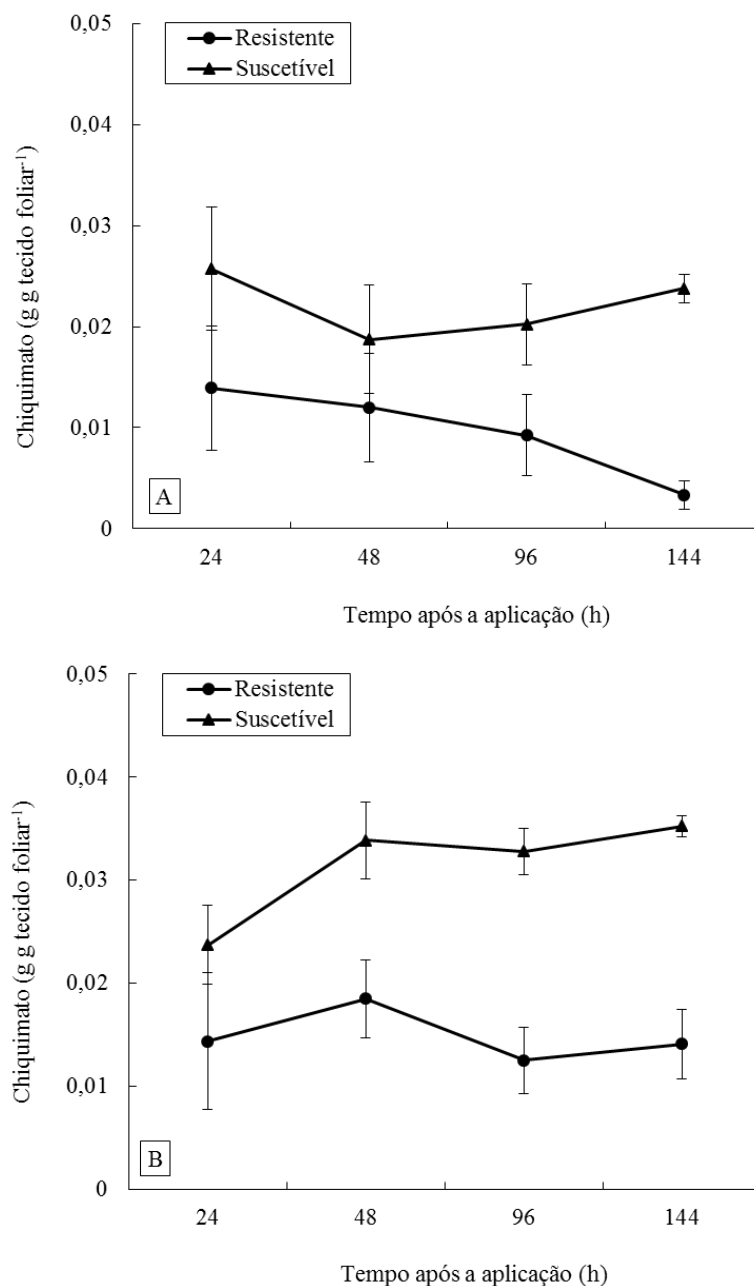 0,05
Resistente
Suscetível
0,04
0,03
0,02
0,01
0
Chiquimato (g g tecido foliar-1)
A
24 48 96 144
Tempo após a aplicação (h)
0,05
Resistente
Suscetível
0,04
0,03
0,02
0,01
0
Chiquimato (g g tecido foliar-1)
B
24 48 96 144
Tempo após a aplicação (h)